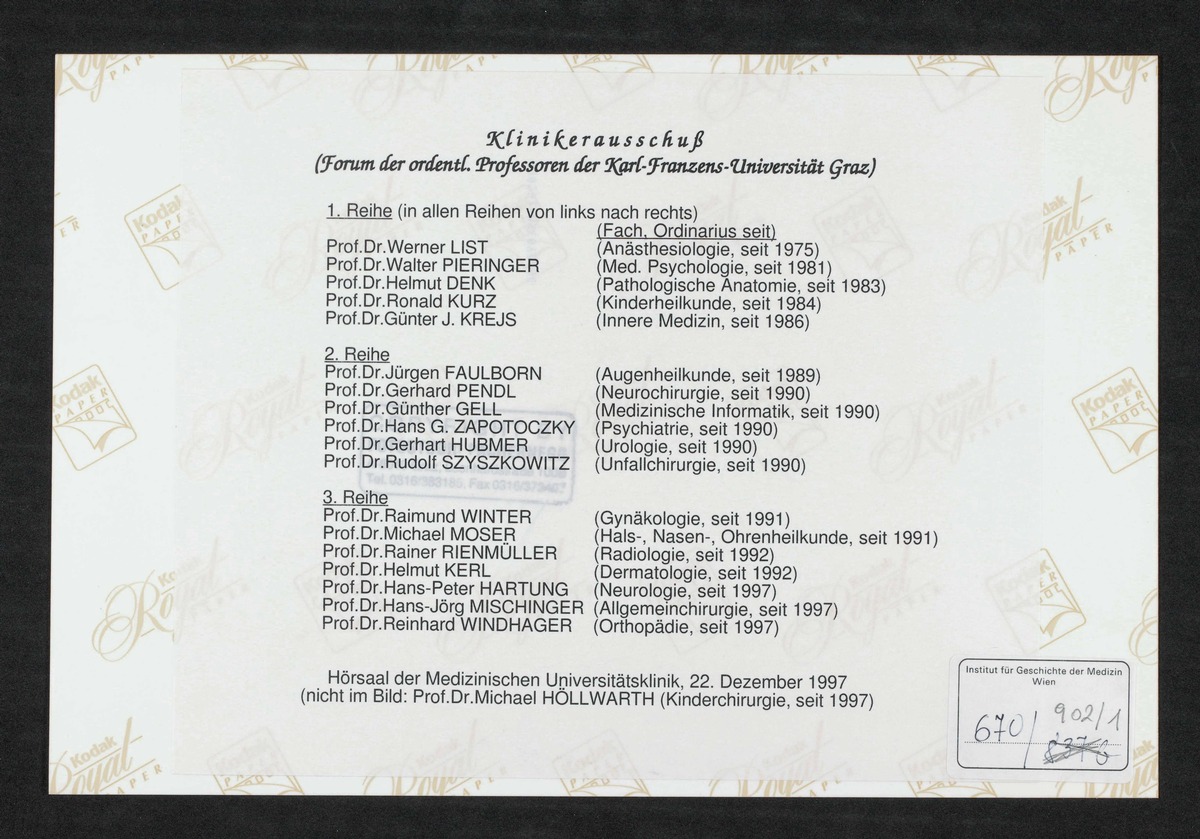 Klinikerausschuß
(Forum der ordentl. Professoren der Karl-Franzens-Universität Graz)
1. Reihe (in allen Reihen von links nach rechts)
(Fach, Ordinarius seit)
Prof.Dr.Werner LIST (Anästhesiologie, seit 1975)
Prof.Dr.Walter PIERINGER (Med. Psychologie, seit 1981)
Prof.Dr.Helmut DENK (Pathologische Anatomie, seit 1983)
Prof.Dr.Ronald KURZ (Kinderheilkunde, seit 1984)
Prof.Dr.Günter J. KREJS (Innere Medizin, seit 1986)
2. Reihe
Prof.Dr.Jürgen FAULBORN (Augenheilkunde, seit 1989)
Prof.Dr.Gerhard PENDL (Neurochirurgie, seit 1990)
Prof.Dr.Günther GELL (Medizinische Informatik, seit 1990)
Prof.Dr.Hans G. ZAPOTOCZKY (Psychiatrie, seit 1990)
Prof.Dr.Gerhart HUBMER (Urologie, seit 1990)
Prof.Dr.Rudolf SZYSZKOWITZ (Unfallchirurgie, seit 1990)
3. Reihe
Prof.Dr.Raimund WINTER (Gynäkologie, seit 1991)
Prof.Dr.Michael MOSER (Hals-, Nasen-, Ohrenheilkunde, seit 1991)
Prof.Dr.Rainer RIENMÜLLER (Radiologie, seit 1992)
Prof.Dr.Helmut KERL (Dermatologie, seit 1992)
Prof.Dr.Hans-Peter HARTUNG (Neurologie, seit 1997)
Prof.Dr.Hans-Jörg MISCHINGER (Allgemeinchirurgie, seit 1997)
Prof.Dr.Reinhard WINDHAGER (Orthopädie, seit 1997)
Hörsaal der Medizinischen Universitätsklinik, 22. Dezember 1997
(nicht im Bild: Prof.Dr.Michael HÖLLWARTH (Kinderchirurgie, seit 1997)
Institut für Geschichte der Medizin
Wien
670/ 902/1
Kodak
PAPER
Royal
PAPER